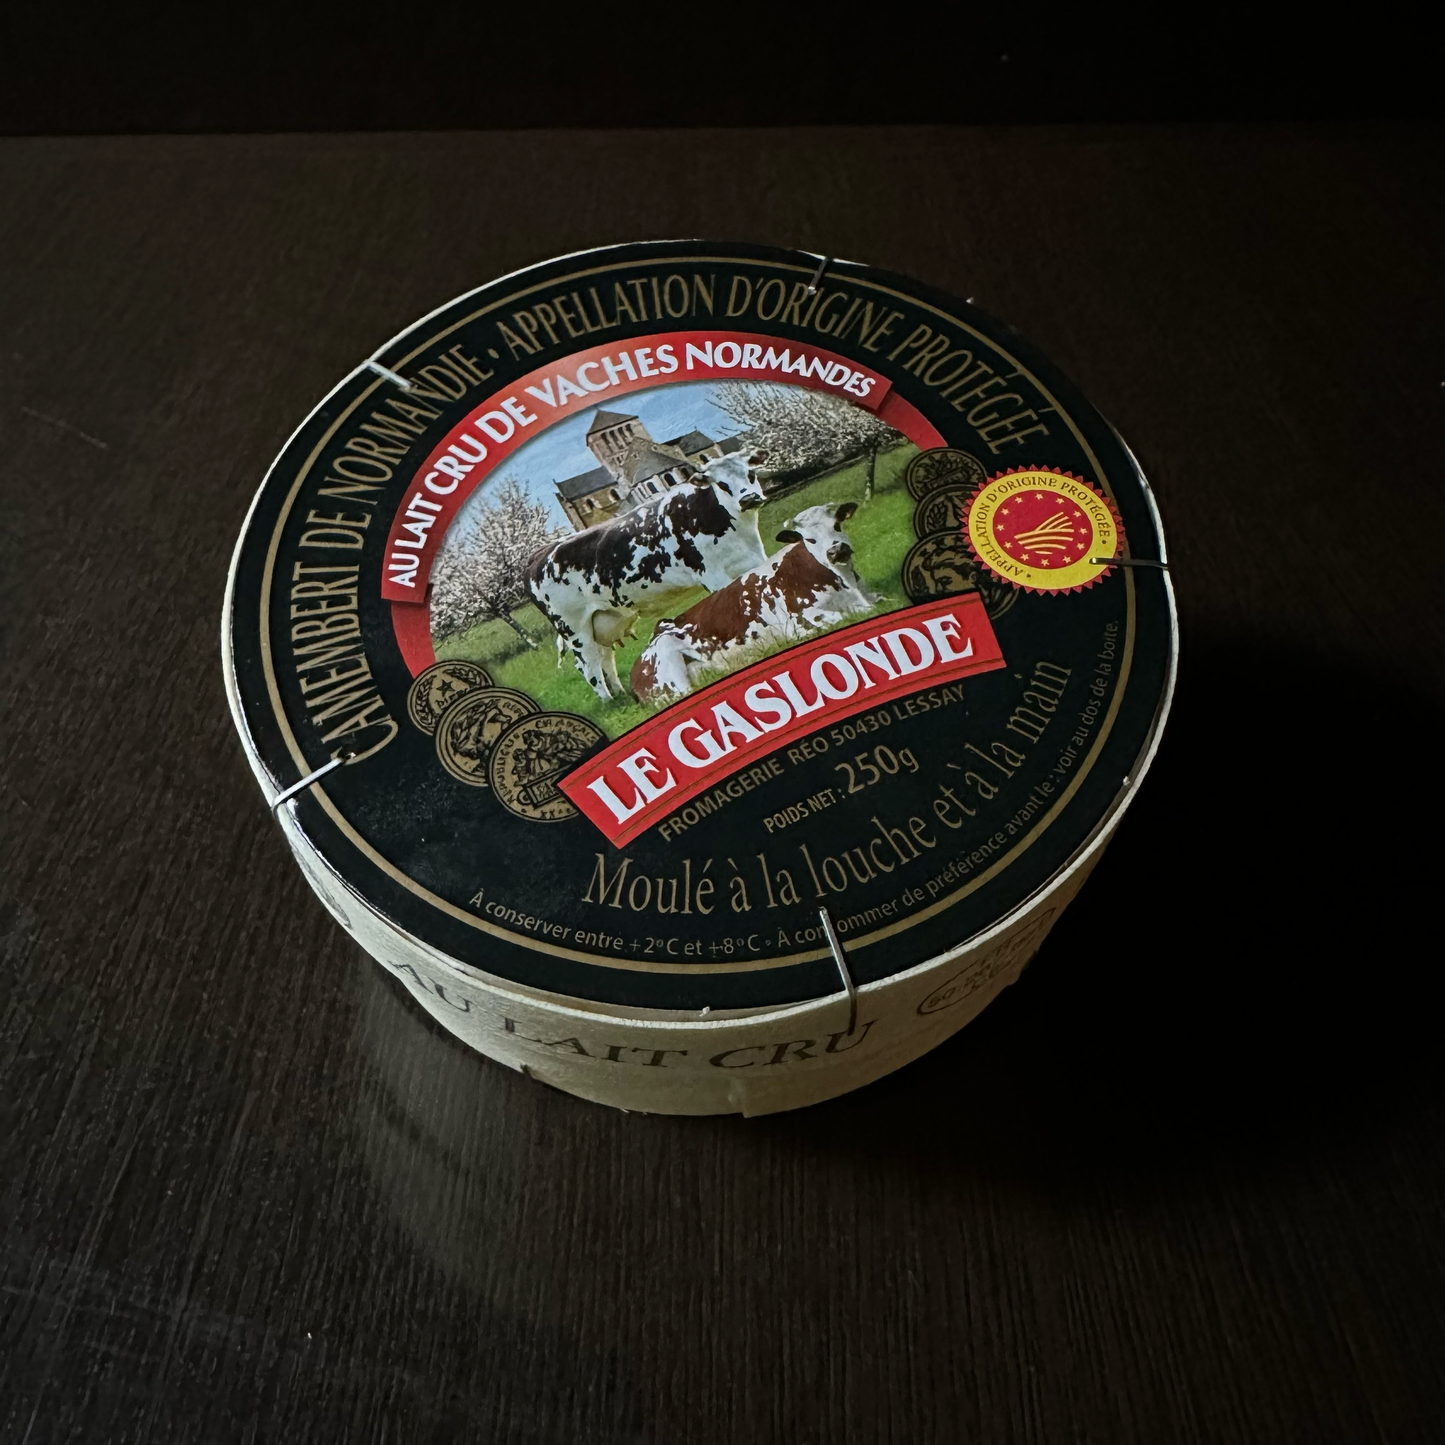 CAMEMBERT DE NORMANDIE • APPELLATION D'ORIGINE PROTÉGÉE
AU LAIT CRU DE VACHES NORMANDES
APPELLATION D'ORIGINE PROTÉGÉE •
LE GASLONDE
FROMAGERIE RÉO 50430 LESSAY
POIDS NET : 250g
Moulé à la louche et à la main
À conserver entre +2°C et +8°C • À consommer de préférence avant le : voir au dos de la boite.
AU LAIT CRU